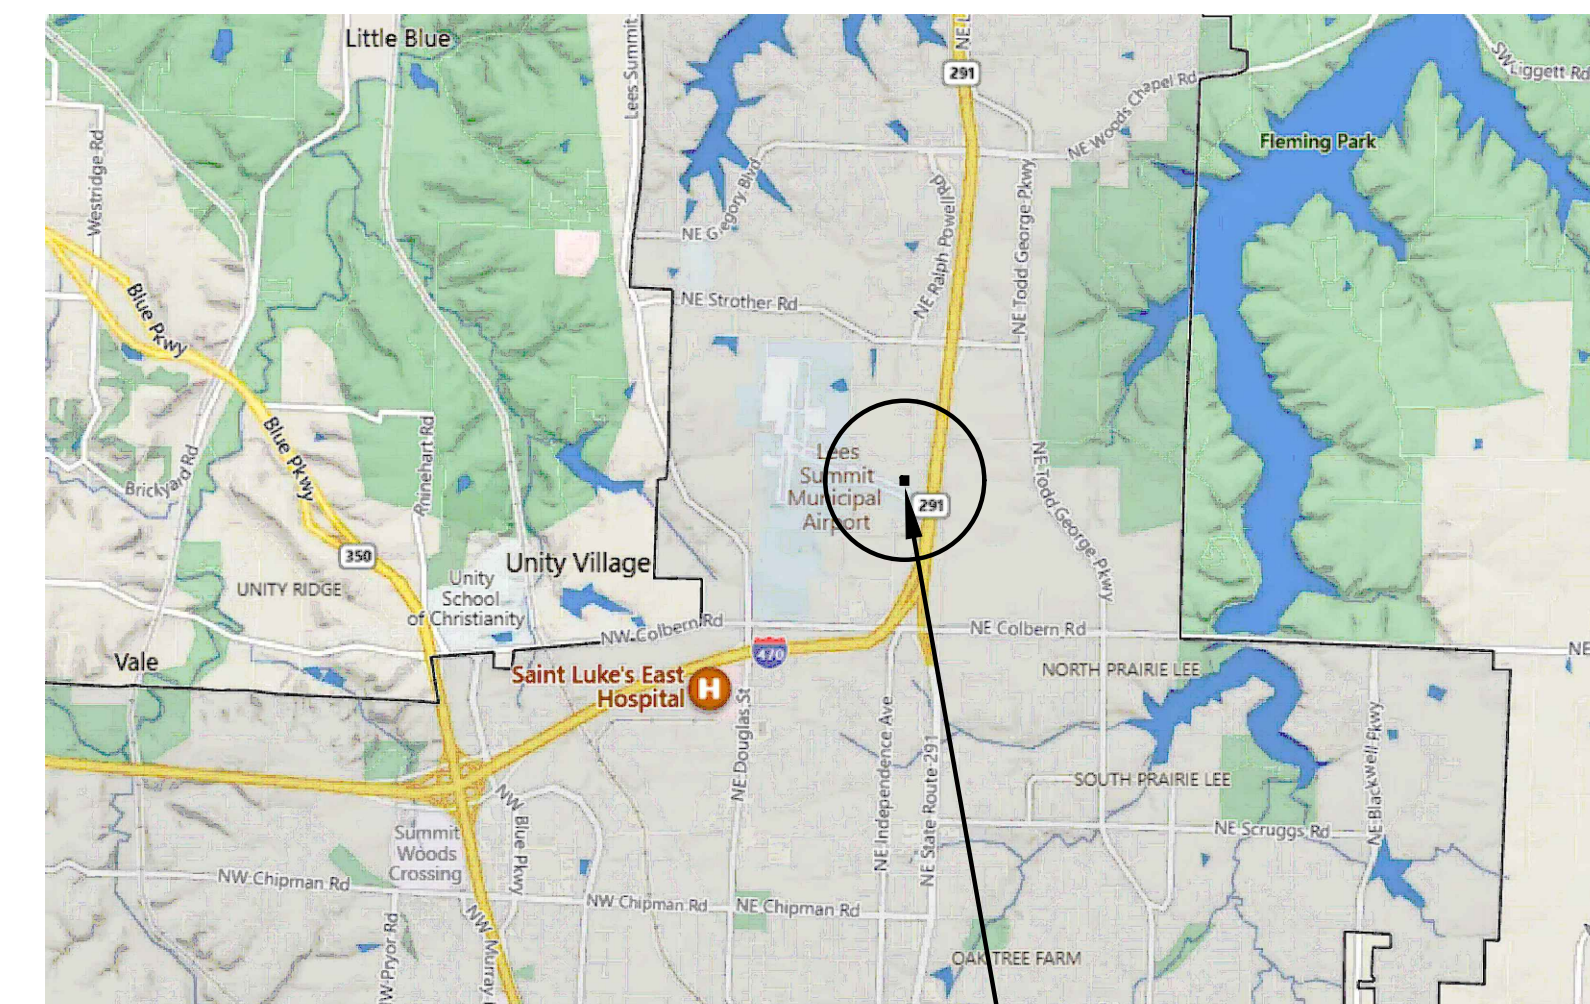 Little Blue
Lees Summit
NE L
291
SW Liggett Rd
NE Woods Chapel Rd
Fleming Park
Westridge Rd
NE Gregory Blvd
NE Ralph Powell Rd
NE Todd George Pkwy
NE Strother Rd
Blue Pkwy
Blue Pkwy
Rhinehart Rd
Brickyard Rd
Lees
Summit
Municipal
Airport
291
NE Todd George Pkwy
350
Unity Village
UNITY RIDGE
Unity
School
of Christianity
NW Colbern Rd
NE Colbern Rd
NE
470
Vale
Saint Luke's East
Hospital
H
NORTH PRAIRIE LEE
NE Douglas St
NE Independence Ave
NE State Route 291
NE Blackwell Pkwy
SOUTH PRAIRIE LEE
NW Blue Pkwy
NE Scruggs Rd
Summit
Woods
Crossing
NW Chipman Rd
NW Chipman Rd
NE Chipman Rd
NW Pryor Rd
NW Murray
OAK TREE FARM